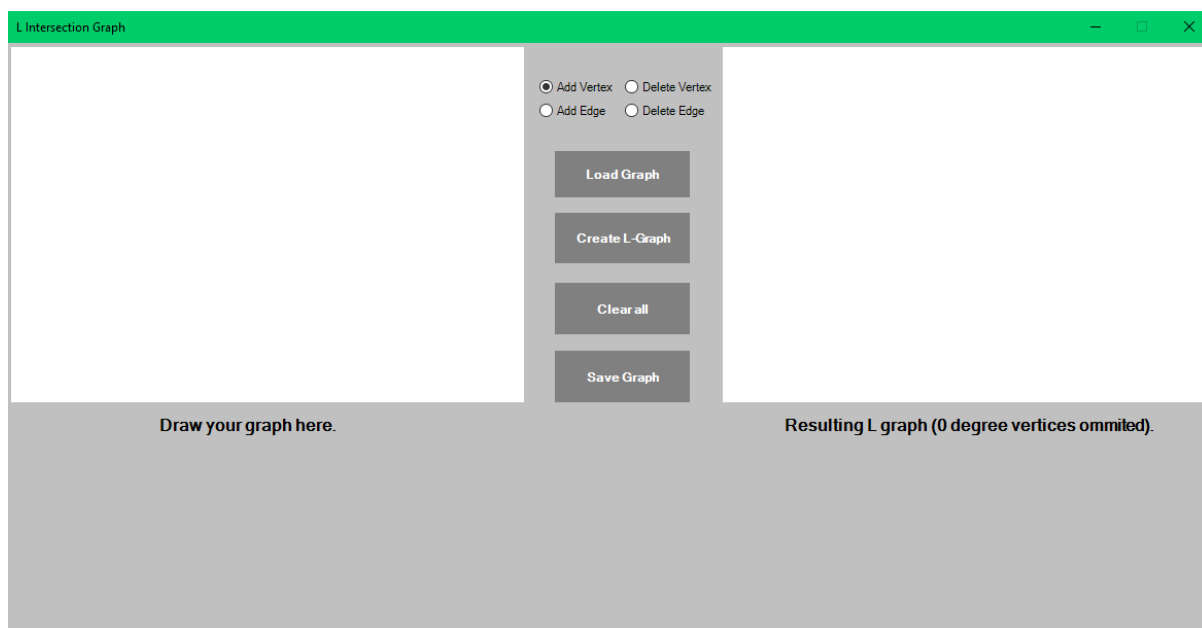 L Intersection Graph
Add Vertex Delete Vertex
Add Edge Delete Edge
Load Graph
Create L-Graph
Clear all
Save Graph
Draw your graph here.
Resulting L graph (0 degree vertices ommited).